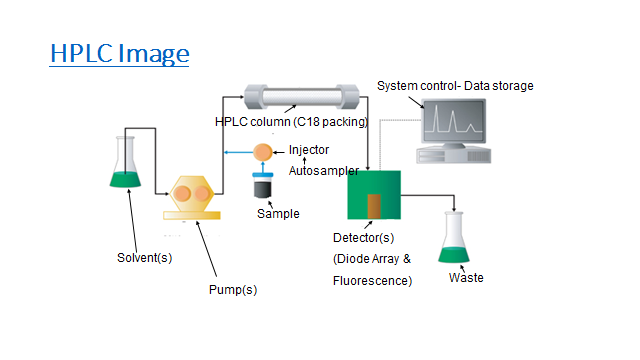 HPLC Image
System control- Data storage
HPLC column (C18 packing)
Injector
Autosampler
Sample
Solvent(s)
Pump(s)
Detector(s)
(Diode Array &
Fluorescence)
Waste